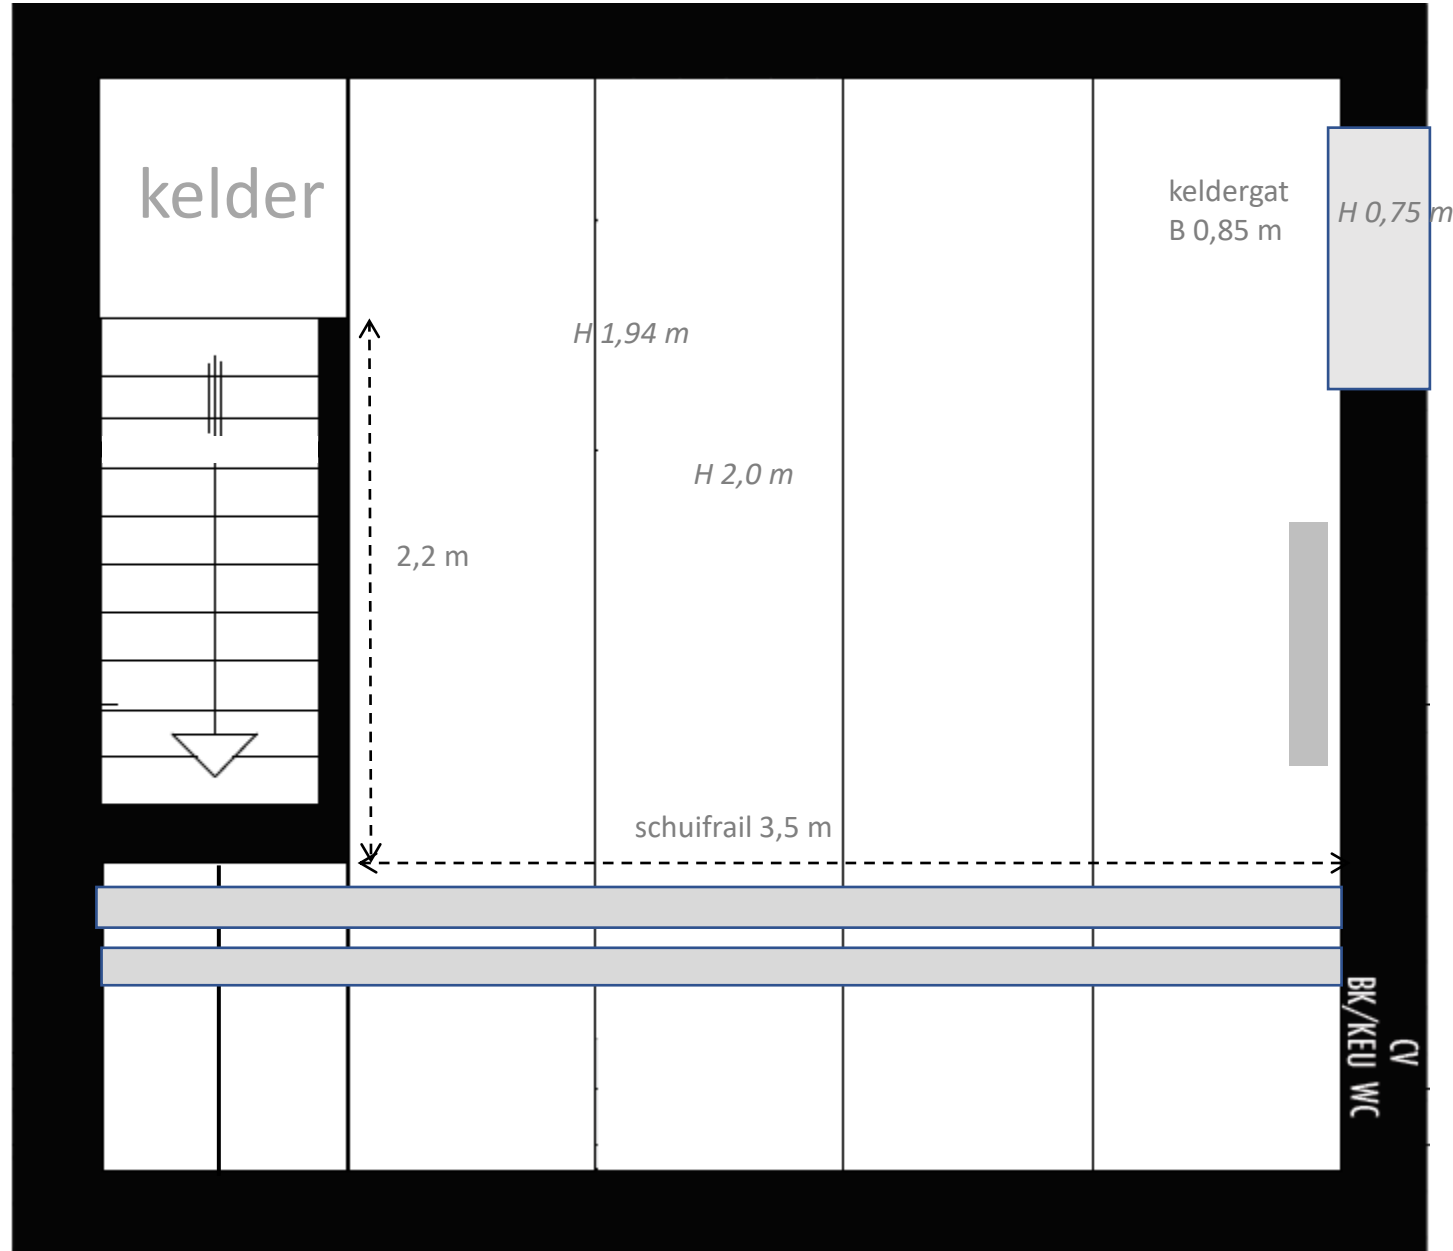 kelder
keldergat
B 0,85 m
H 0,75 m
H 1,94 m
H 2,0 m
2,2 m
schuifrail 3,5 m
CV
BK/KEU WC